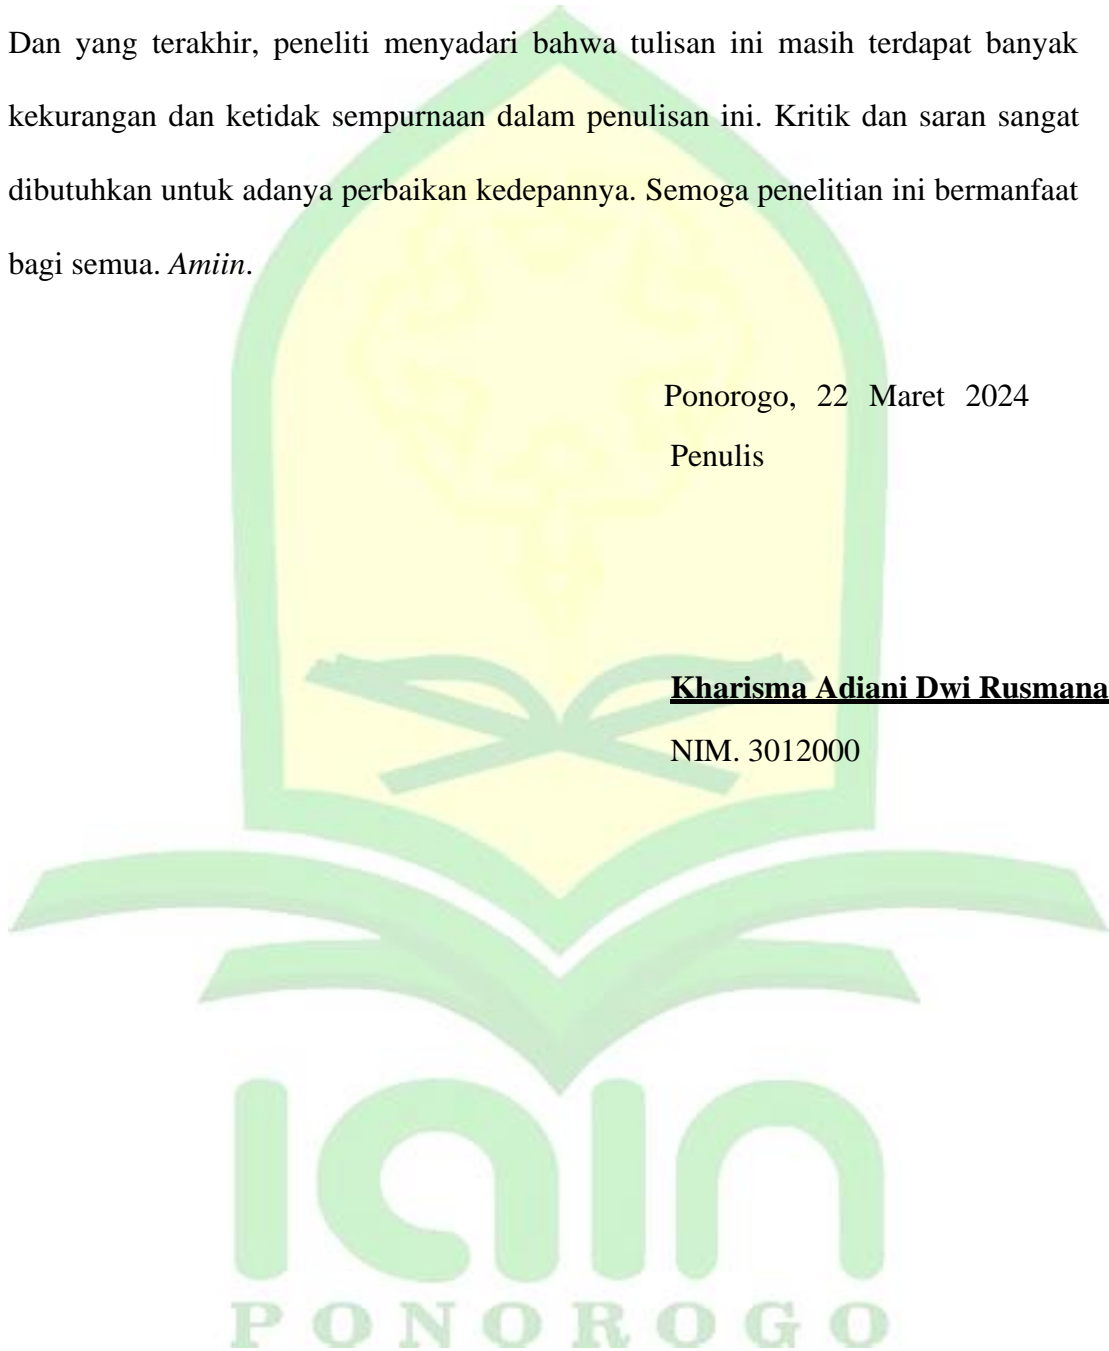 Dan yang terakhir, peneliti menyadari bahwa tulisan ini masih terdapat banyak
kekurangan dan ketidak sempurnaan dalam penulisan ini. Kritik dan saran sangat
dibutuhkan untuk adanya perbaikan kedepannya. Semoga penelitian ini bermanfaat
bagi semua. Amiin.
Ponorogo, 22 Maret 2024
Penulis
Kharisma Adiani Dwi Rusmana
NIM. 3012000
IAIN
PONOROGO